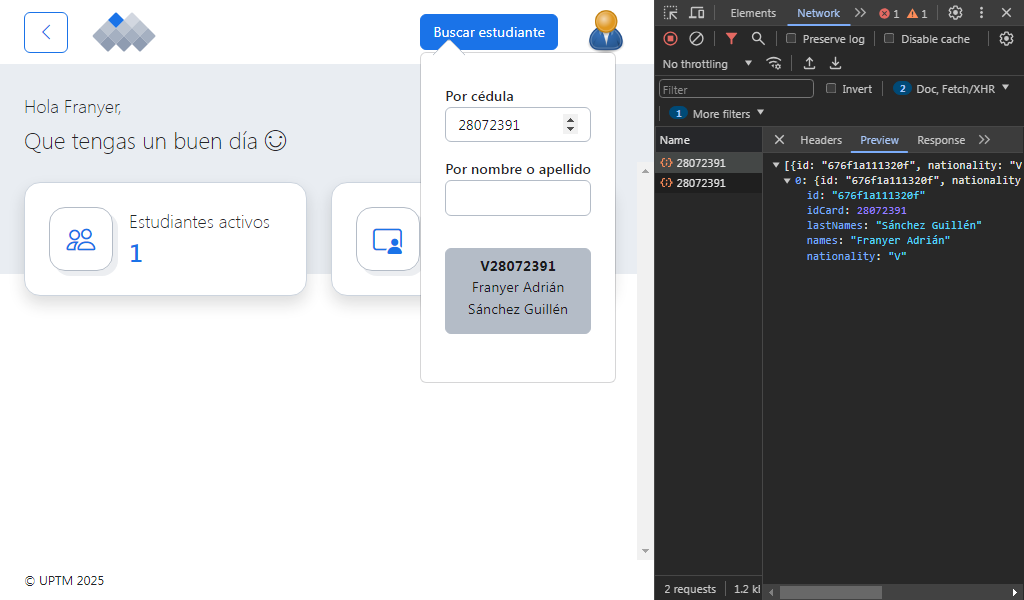 Buscar estudiante
Hola Franyer,
Que tengas un buen día
Estudiantes activos
1
Por cédula
28072391
Por nombre o apellido
V28072391
Franyer Adrián
Sánchez Guillén
© UPTM 2025
Elements
Network
1
1
Preserve log
Disable cache
No throttling
Filter
Invert
2 Doc, Fetch/XHR
1 More filters
Name
28072391
28072391
2 requests
1.2 kl
Headers
Preview
Response
[{id: "676f1a111320f", nationality: "V
0: {id: "676f1a111320f", nationality
id: "676f1a111320f"
idCard: 28072391
lastNames: "Sánchez Guillén"
names: "Franyer Adrián"
nationality: "V"